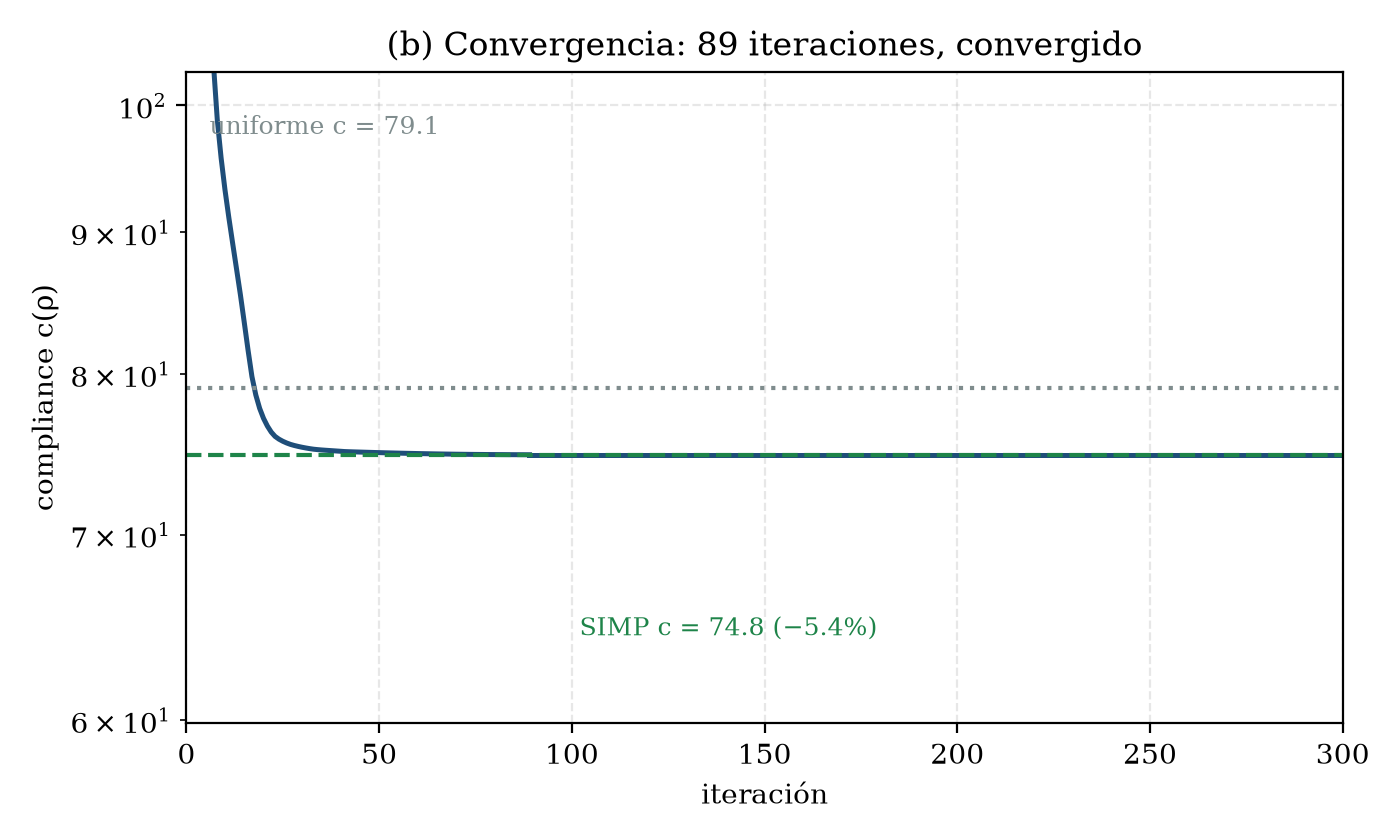 (b) Convergencia: 89 iteraciones, convergido
10²
uniforme c = 79.1
9 × 10¹
compliance c(ρ)
8 × 10¹
7 × 10¹
SIMP c = 74.8 (−5.4%)
6 × 10¹
0 50 100 150 200 250 300
iteración